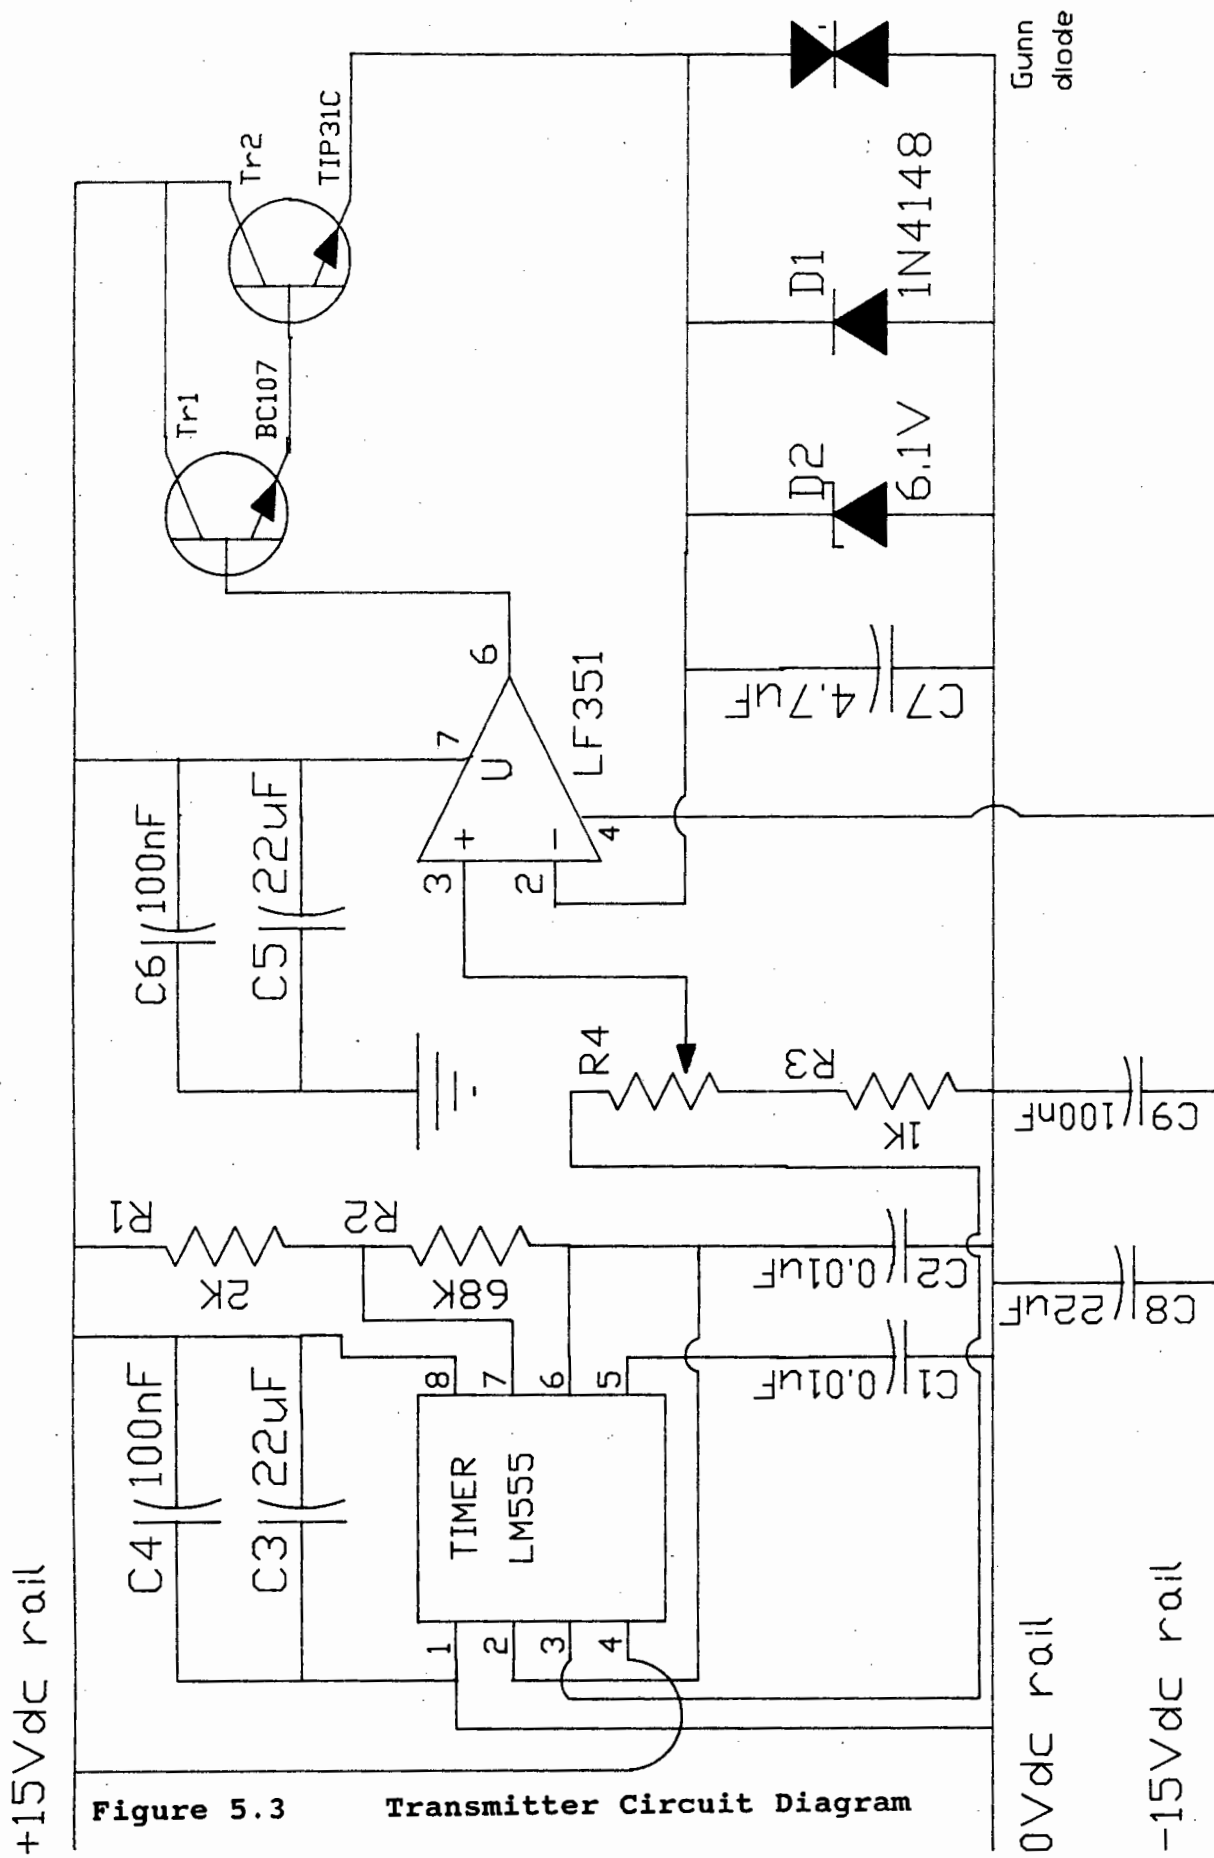 +15Vdc rail
C4
100nF
C3
22uF
R1
2K
R2
68K
C6
100nF
C5
22uF
Tr1
BC107
Tr2
TIP31C
TIMER
LM555
1
2
3
4
8
7
6
5
3
2
+
-
U
7
4
6
LF351
R4
R3
1K
C1
0.01uF
C2
0.01uF
C7
4.7uF
D2
6.1V
D1
1N4148
Gunn
diode
0Vdc rail
C8
22uF
C9
100nF
-15Vdc rail
Figure 5.3 Transmitter Circuit Diagram